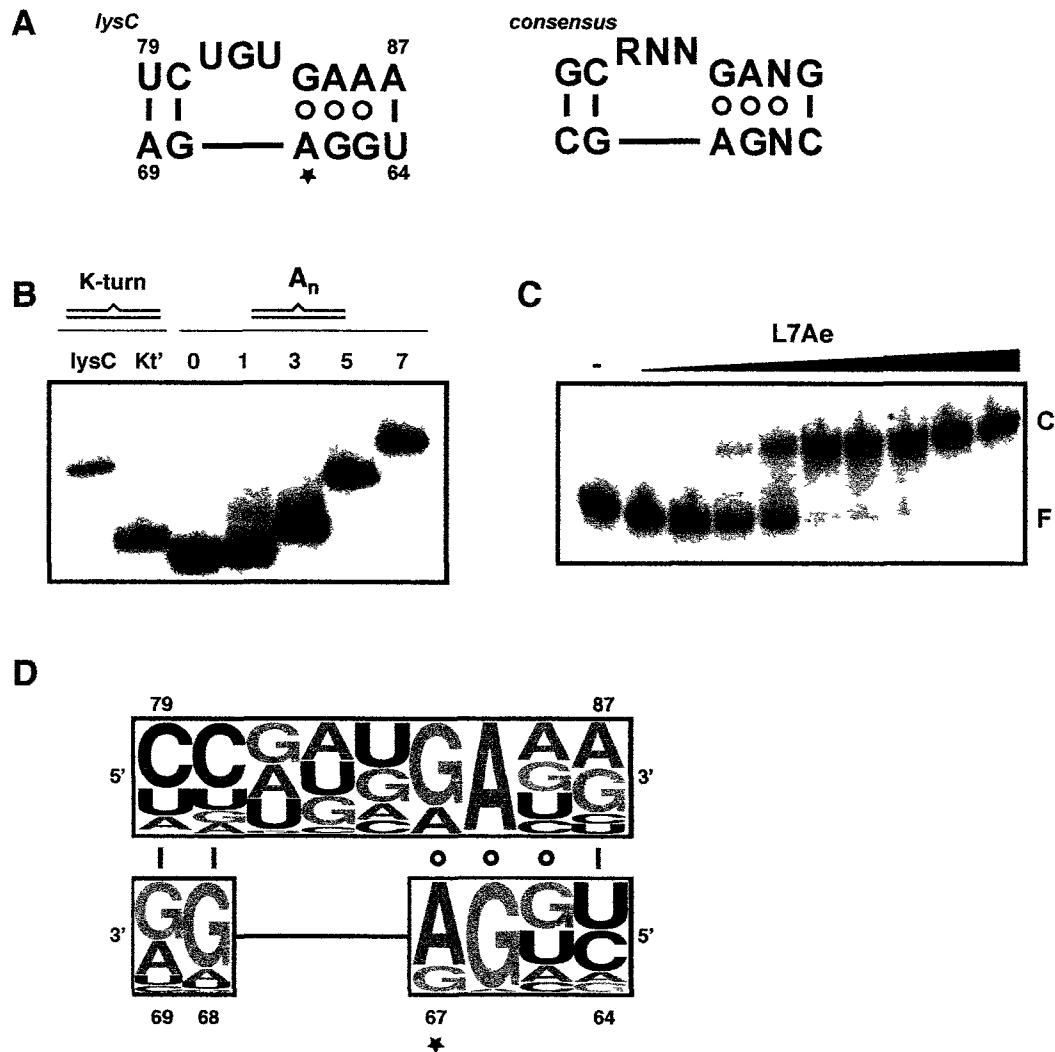 A
lysC
79
87
UC UGU GAAA
AG AGGU
69
64
consensus
GC RNN GANG
CG AGNC
B
K-turn
An
lysC Kt' 0 1 3 5 7
C
L7Ae
-
C
F
D
79
87
5'
C C G A U G A A A
U U A U G A G G
A G U G A U C
A C C C U
3'
3'
G G A G G U
A A G U C
U A A
C G
5'
69 68 67 64